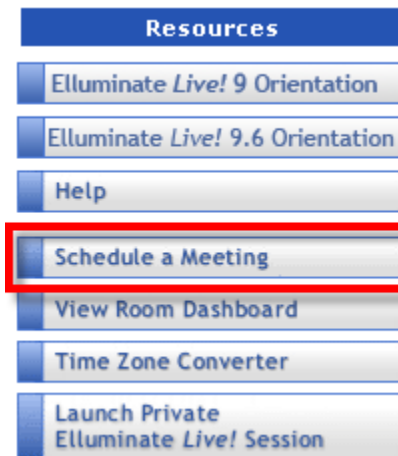 Resources
Elluminate Live! 9 Orientation
Elluminate Live! 9.6 Orientation
Help
Schedule a Meeting
View Room Dashboard
Time Zone Converter
Launch Private
Elluminate Live! Session